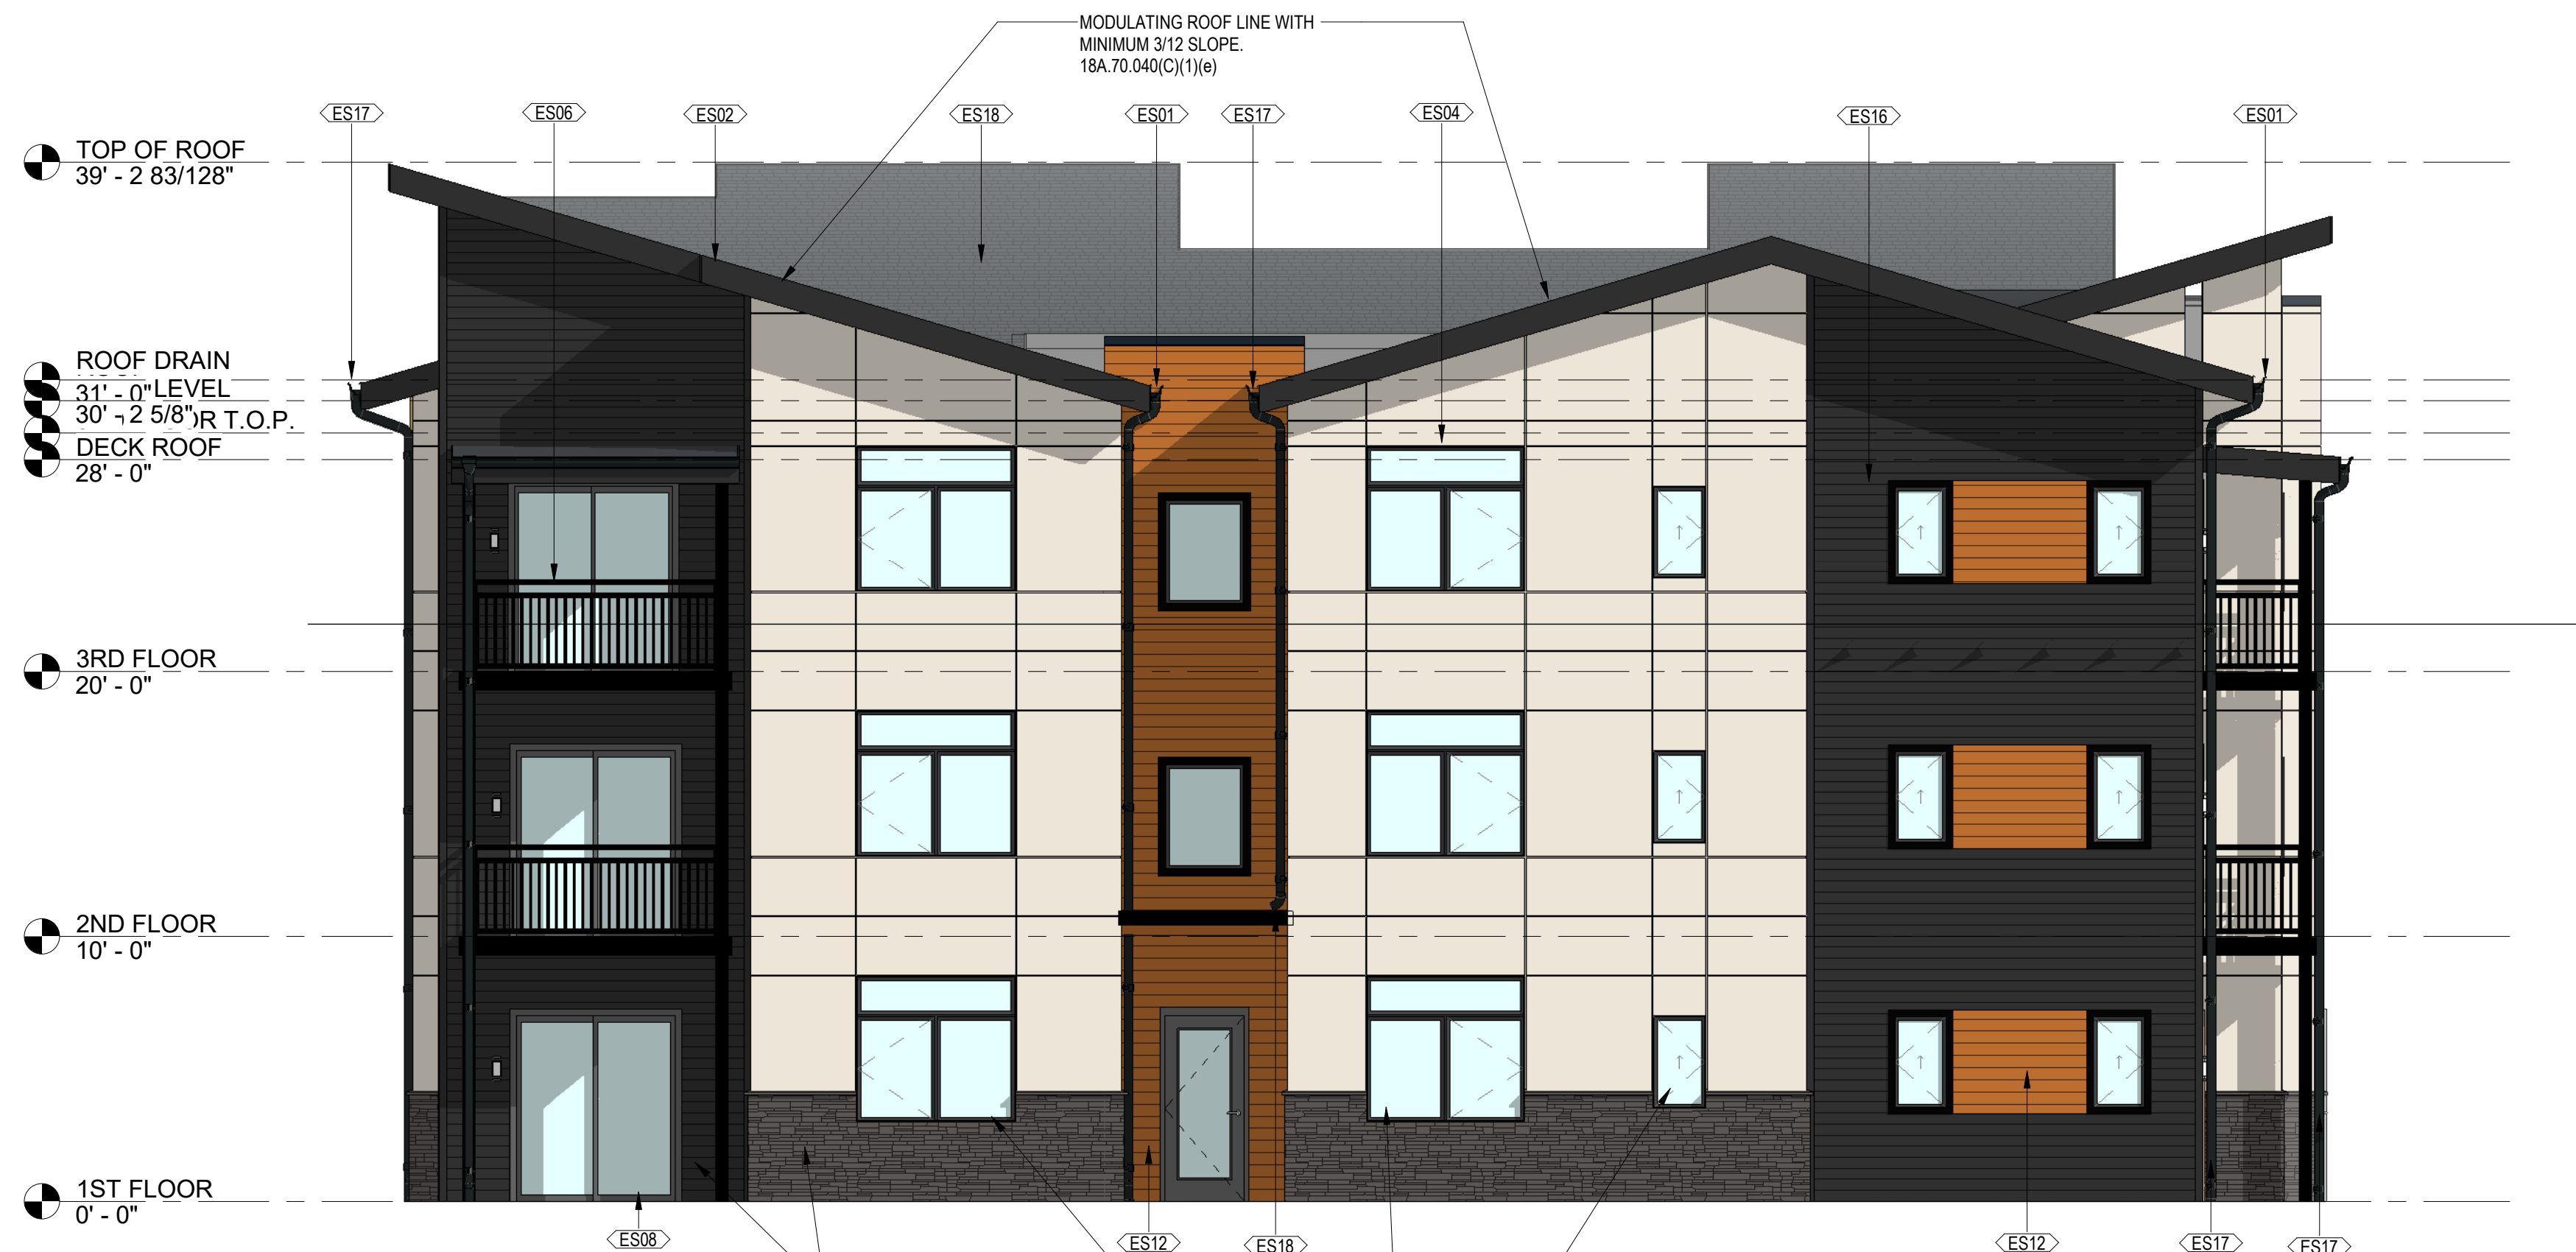 MODULATING ROOF LINE WITH
MINIMUM 3/12 SLOPE.
18A.70.040(C)(1)(e)
ES17
ES06
ES02
ES18
ES01
ES17
ES04
ES16
ES01
TOP OF ROOF
39' - 2 83/128"
ROOF DRAIN
31' - 0"
LEVEL
30' - 2 5/8"
T.O.P.
DECK ROOF
28' - 0"
3RD FLOOR
20' - 0"
2ND FLOOR
10' - 0"
1ST FLOOR
0' - 0"
ES08
ES12
ES18
ES12
ES17
ES17